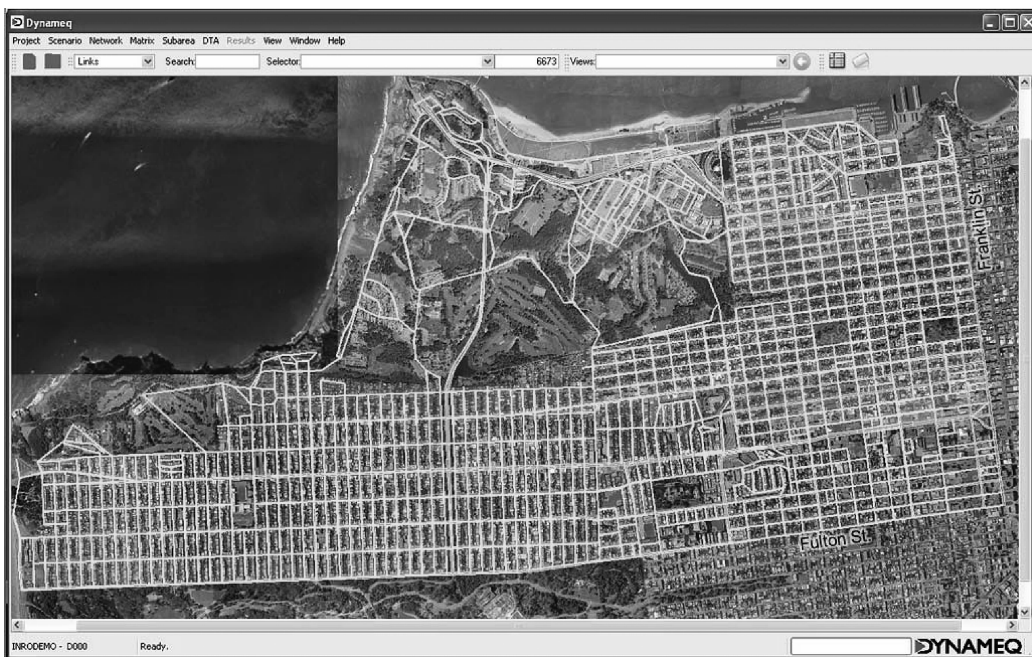 Dynameq
Project Scenario Network Matrix Subarea DTA Results View Window Help
Links Search: Selector: 6673 Views:
Franklin St.
Fulton St.
INRODEMO - D000 Ready. DYNAMEQ